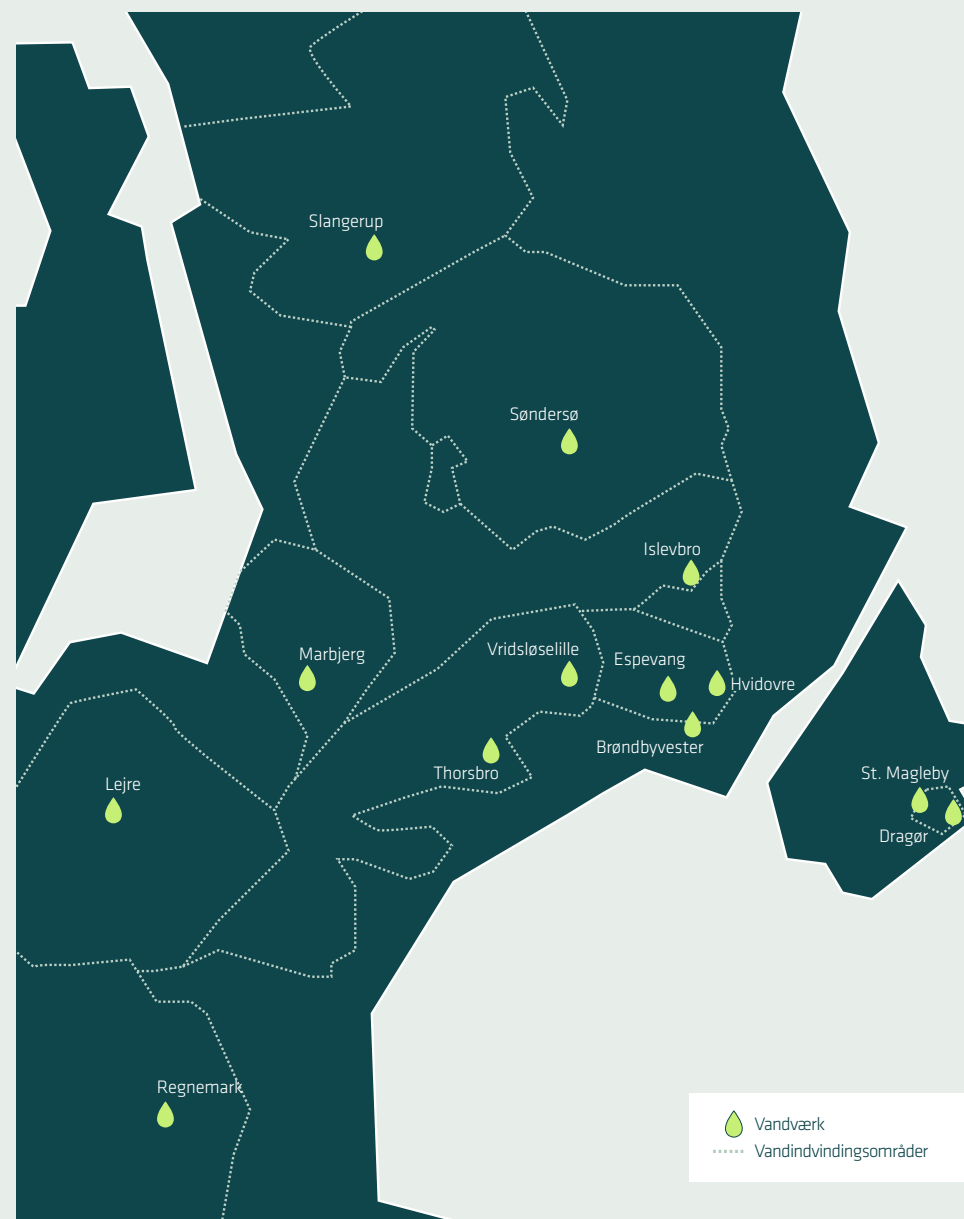 Slangerup
Søndersø
Islevbro
Vridsløselille
Marbjerg
Espevang
Hvidovre
Brøndbyvester
Thorsbro
St. Magleby
Lejre
Dragør
Regnemark
Vandværk
Vandindvindingsområder